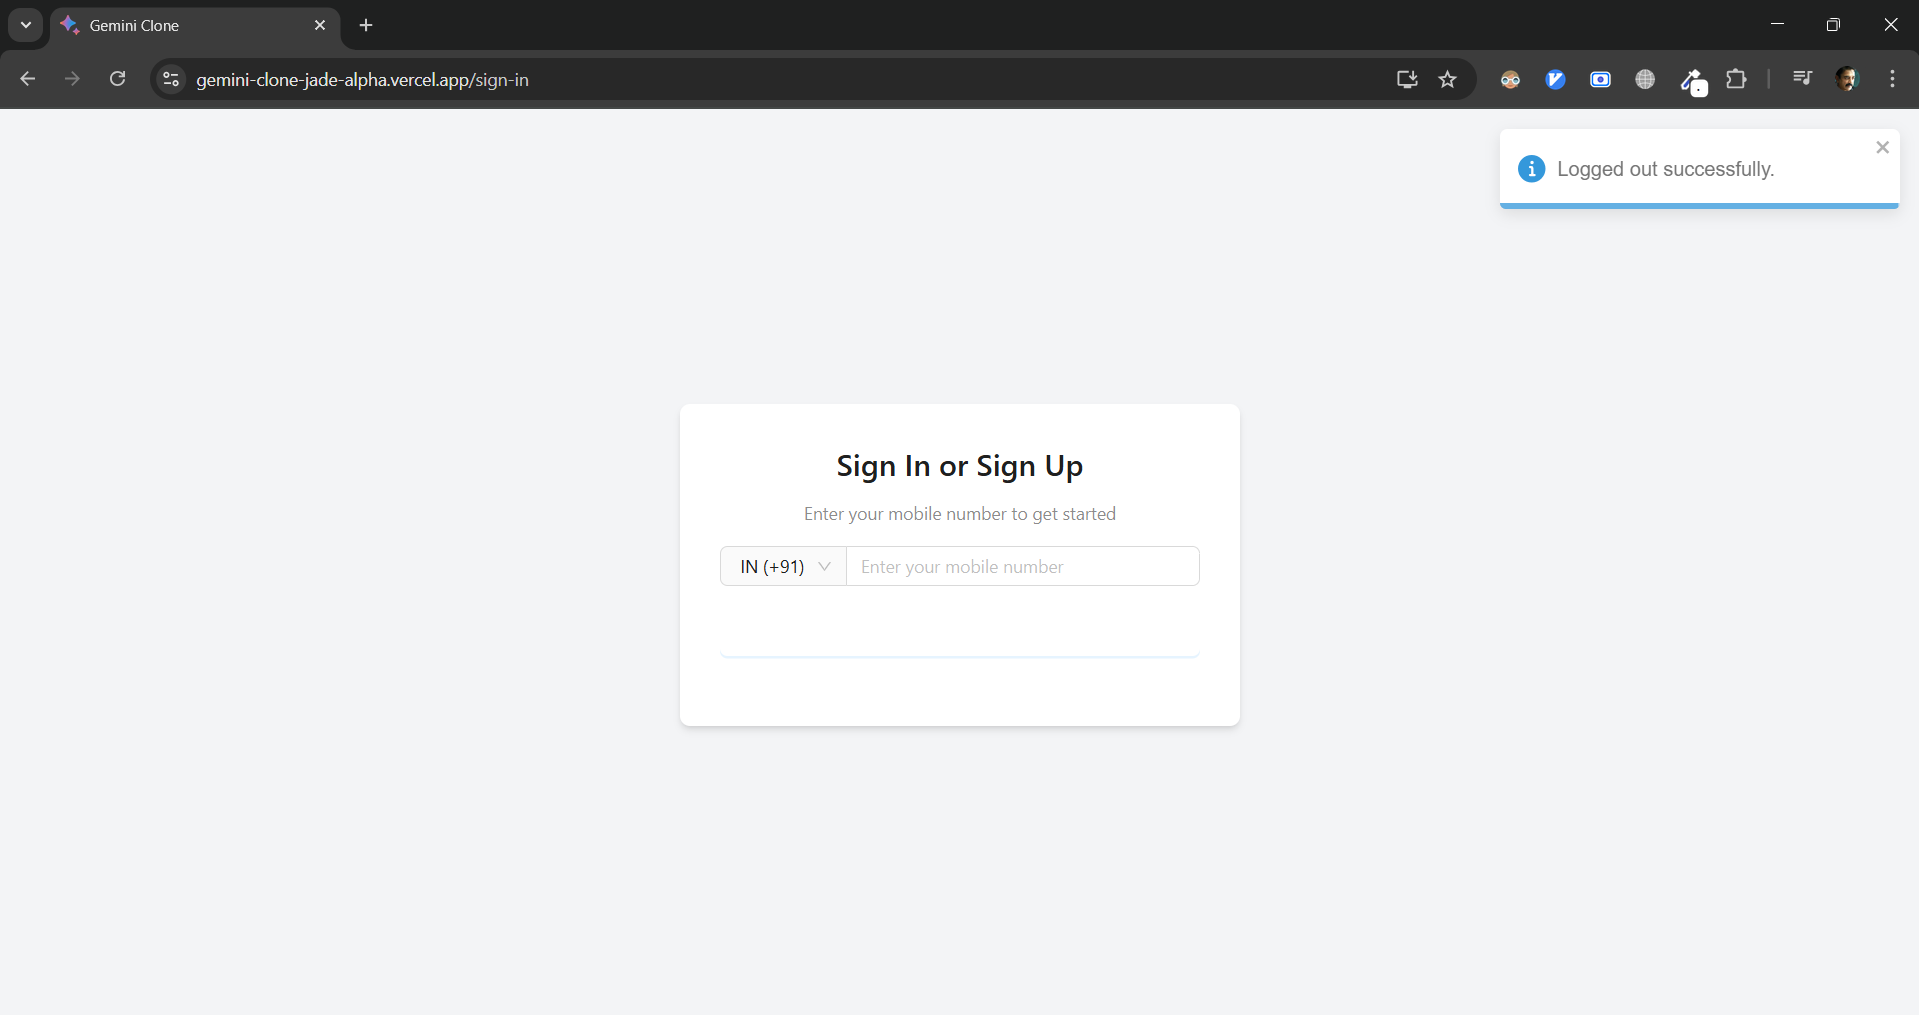 Gemini Clone
gemini-clone-jade-alpha.vercel.app/sign-in
Logged out successfully.
Sign In or Sign Up
Enter your mobile number to get started
IN (+91)
Enter your mobile number